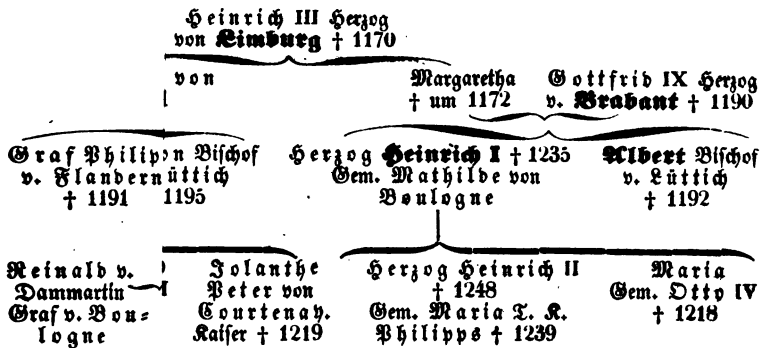 Heinrich III Herzog
von Limburg † 1170
von
Margaretha
† um 1172
Gottfrid IX Herzog
v. Brabant † 1190
Graf Philipp
v. Flandern
† 1191
n Bischof
üttich
1195
Herzog Heinrich I † 1235
Gem. Mathilde von
Boulogne
Albert Bischof
v. Lüttich
† 1192
Reinald v.
Dammartin
Graf v. Bou=
logne
Jolanthe
Peter von
Courtenay.
Kaiser † 1219
Herzog Heinrich II
† 1248
Gem. Maria T. K.
Philipps † 1239
Maria
Gem. Otto IV
† 1218